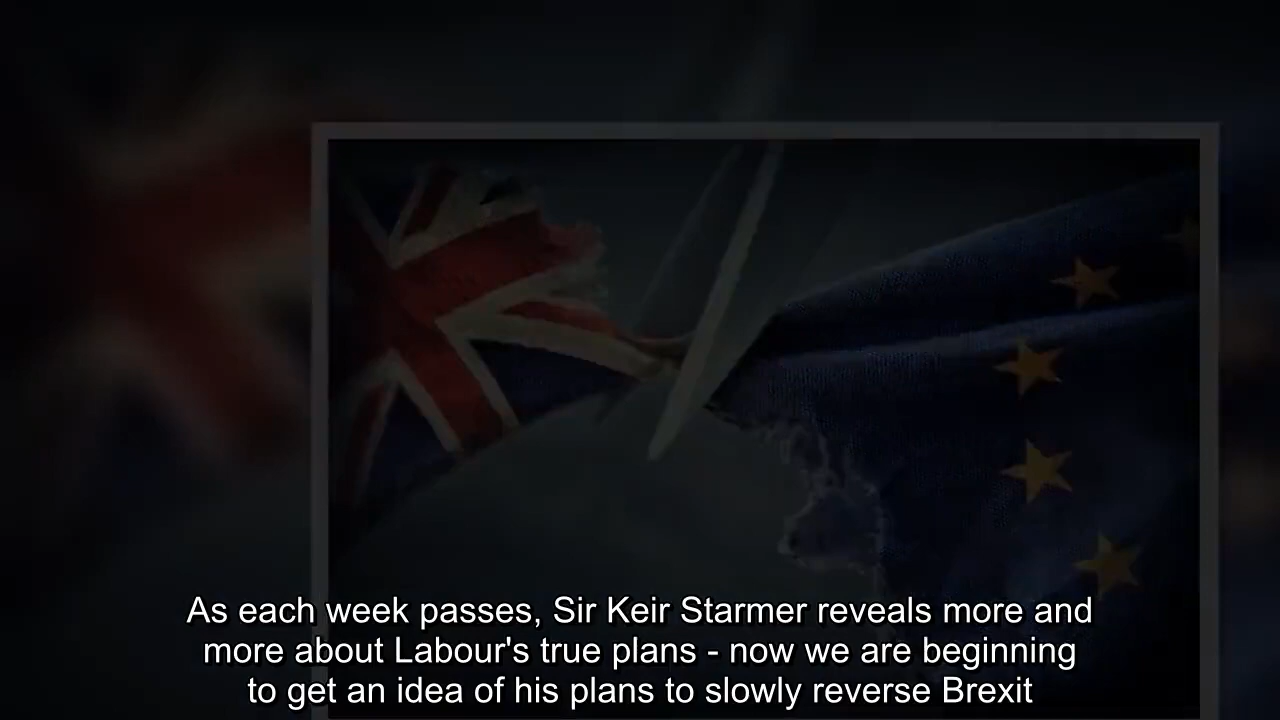 As each week passes, Sir Keir Starmer reveals more and
more about Labour's true plans - now we are beginning
to get an idea of his plans to slowly reverse Brexit